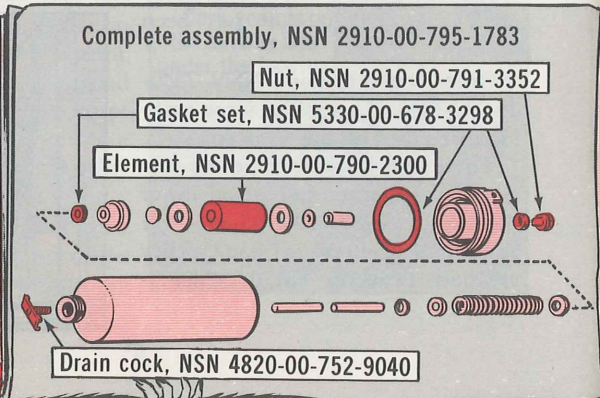 Complete assembly, NSN 2910-00-795-1783
Nut, NSN 2910-00-791-3352
Gasket set, NSN 5330-00-678-3298
Element, NSN 2910-00-790-2300
Drain cock, NSN 4820-00-752-9040